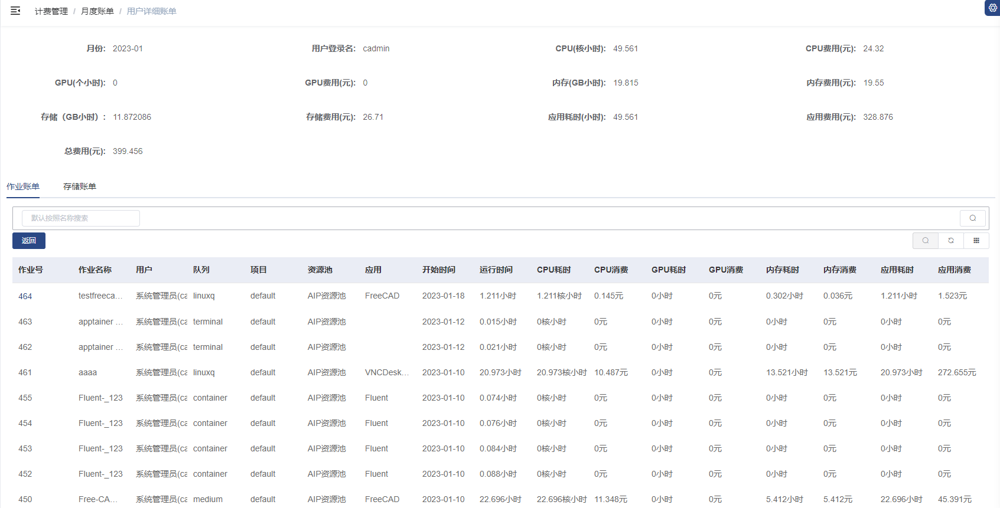 计费管理 / 月度账单 / 用户详细账单
月份: 2023-01 用户登录名: cadmin CPU(核小时): 49.561 CPU费用(元): 24.32
GPU(个小时): 0 GPU费用(元): 0 内存(GB小时): 19.815 内存费用(元): 19.55
存储（GB小时）: 11.872086 存储费用(元): 26.71 应用耗时(小时): 49.561 应用费用(元): 328.876
总费用(元): 399.456
作业账单 存储账单
默认按照名称搜索
返回
作业号 作业名称 用户 队列 项目 资源池 应用 开始时间 运行时间 CPU耗时 CPU消费 GPU耗时 GPU消费 内存耗时 内存消费 应用耗时 应用消费
464 testfreeca... 系统管理员(ca linuxq default AIP资源池 FreeCAD 2023-01-18 1.211小时 1.211核小时 0.145元 0小时 0元 0.302小时 0.036元 1.211小时 1.523元
463 apptainer ... 系统管理员(ca terminal default AIP资源池 2023-01-12 0.015小时 0核小时 0元 0小时 0元 0小时 0元 0小时 0元
462 apptainer ... 系统管理员(ca terminal default AIP资源池 2023-01-12 0.021小时 0核小时 0元 0小时 0元 0小时 0元 0小时 0元
461 aaaa 系统管理员(ca linuxq default AIP资源池 VNCDesk... 2023-01-10 20.973小时 20.973核小时 10.487元 0小时 0元 13.521小时 13.521元 20.973小时 272.655元
455 Fluent-_123 系统管理员(ca container default AIP资源池 Fluent 2023-01-10 0.074小时 0核小时 0元 0小时 0元 0小时 0元 0小时 0元
454 Fluent-_123 系统管理员(ca container default AIP资源池 Fluent 2023-01-10 0.076小时 0核小时 0元 0小时 0元 0小时 0元 0小时 0元
453 Fluent-_123 系统管理员(ca container default AIP资源池 Fluent 2023-01-10 0.084小时 0核小时 0元 0小时 0元 0小时 0元 0小时 0元
452 Fluent-_123 系统管理员(ca container default AIP资源池 Fluent 2023-01-10 0.088小时 0核小时 0元 0小时 0元 0小时 0元 0小时 0元
450 Free-CA... 系统管理员(ca medium default AIP资源池 FreeCAD 2023-01-10 22.696小时 22.696核小时 11.348元 0小时 0元 5.412小时 5.412元 22.696小时 45.391元